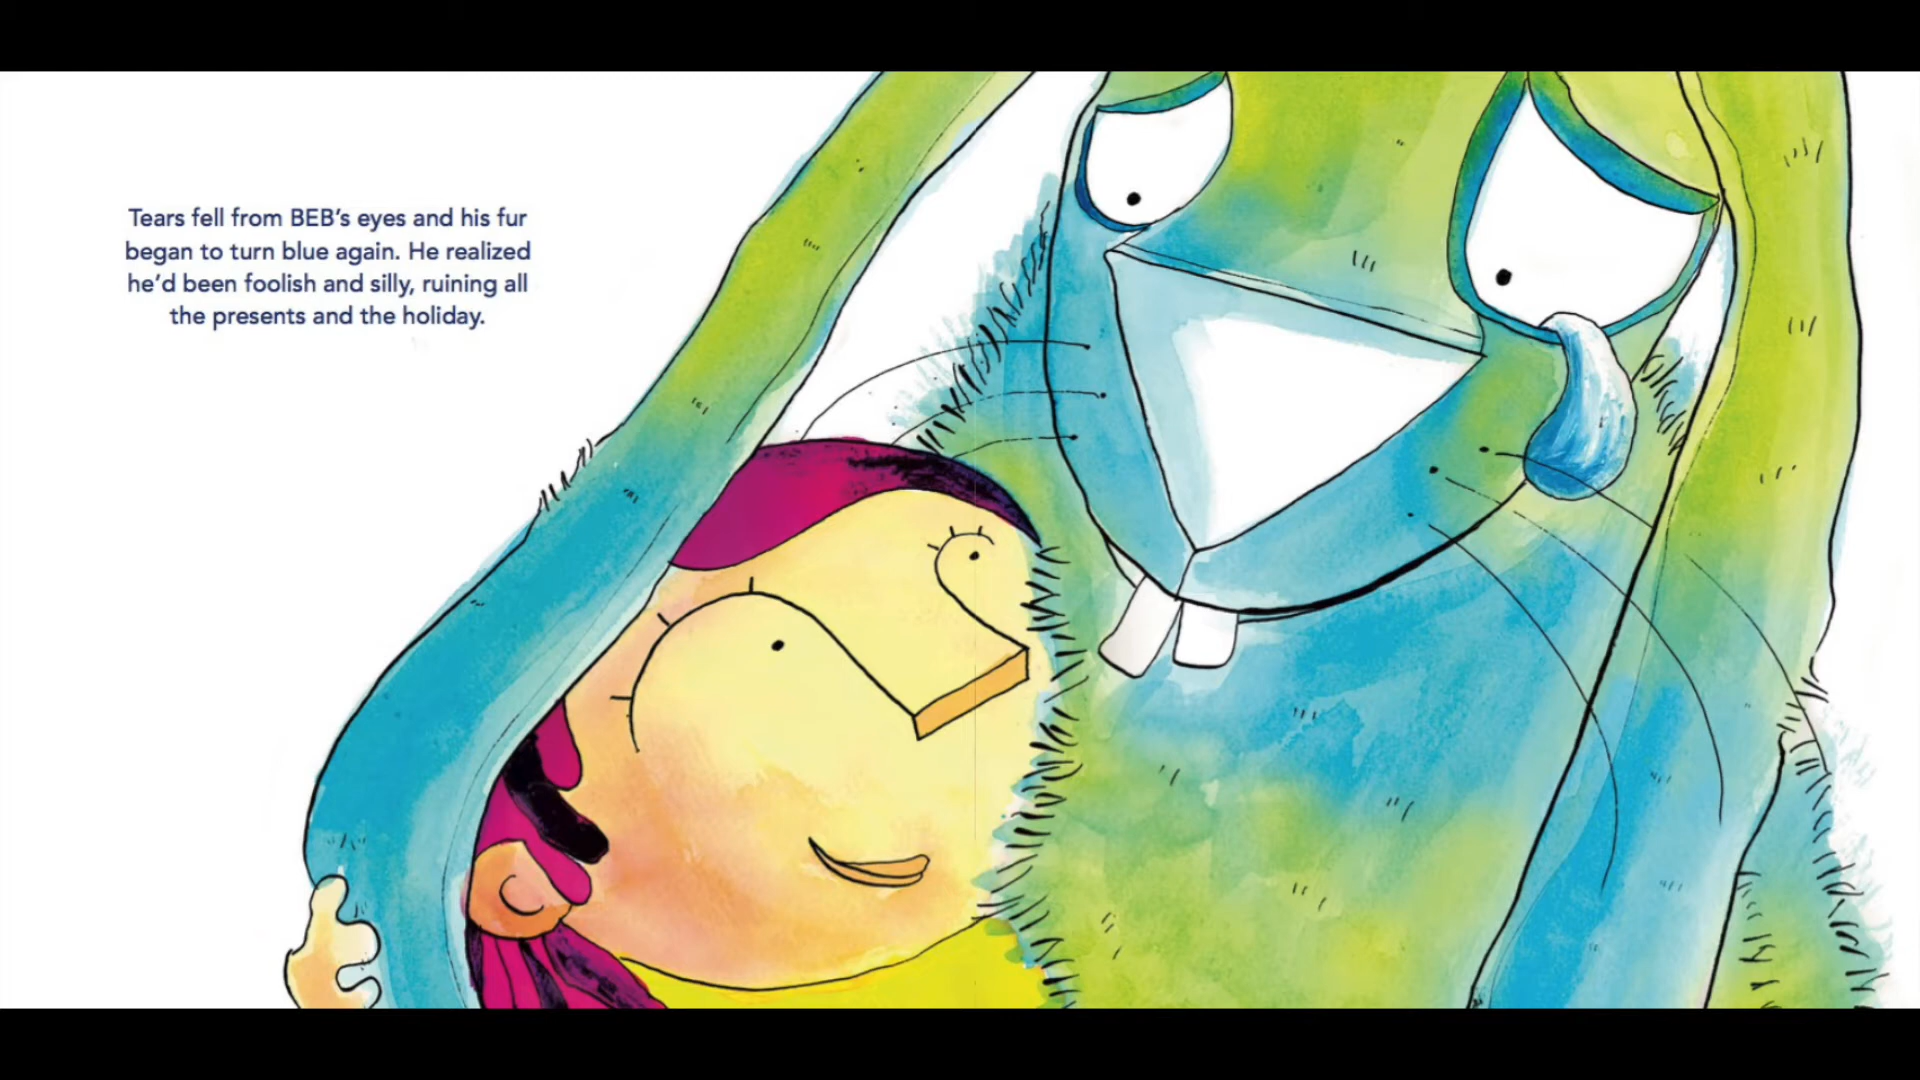 Tears fell from BEB’s eyes and his fur
began to turn blue again. He realized
he’d been foolish and silly, ruining all
the presents and the holiday.